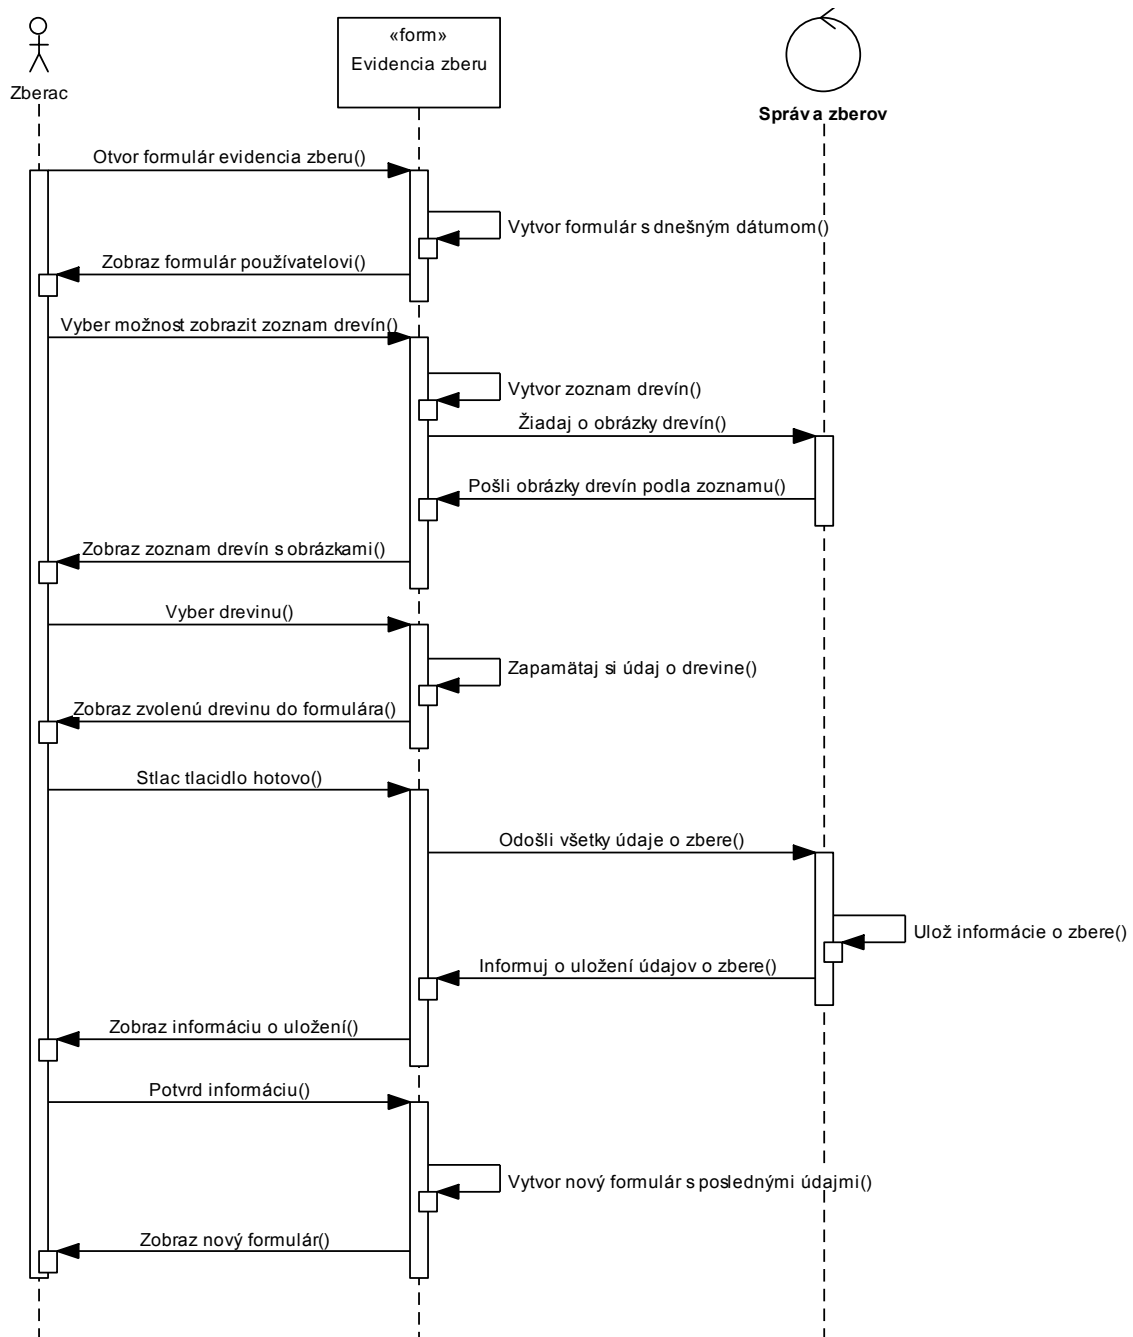 «form»
Evidencia zberu
Zberac
Správa zberov
Otvor formulár evidencia zberu()
Vytvor formulár s dnešným dátumom()
Zobraz formulár používatelovi()
Vyber možnost zobrazit zoznam drevín()
Vytvor zoznam drevín()
Žiadaj o obrázky drevín()
Pošli obrázky drevín podla zoznamu()
Zobraz zoznam drevín s obrázkami()
Vyber drevinu()
Zapamätaj si údaj o drevine()
Zobraz zvolenú drevinu do formulára()
Stlac tlacidlo hotovo()
Odošli všetky údaje o zbere()
Ulož informácie o zbere()
Informuj o uložení údajov o zbere()
Zobraz informáciu o uložení()
Potvrd informáciu()
Vytvor nový formulár s poslednými údajmi()
Zobraz nový formulár()